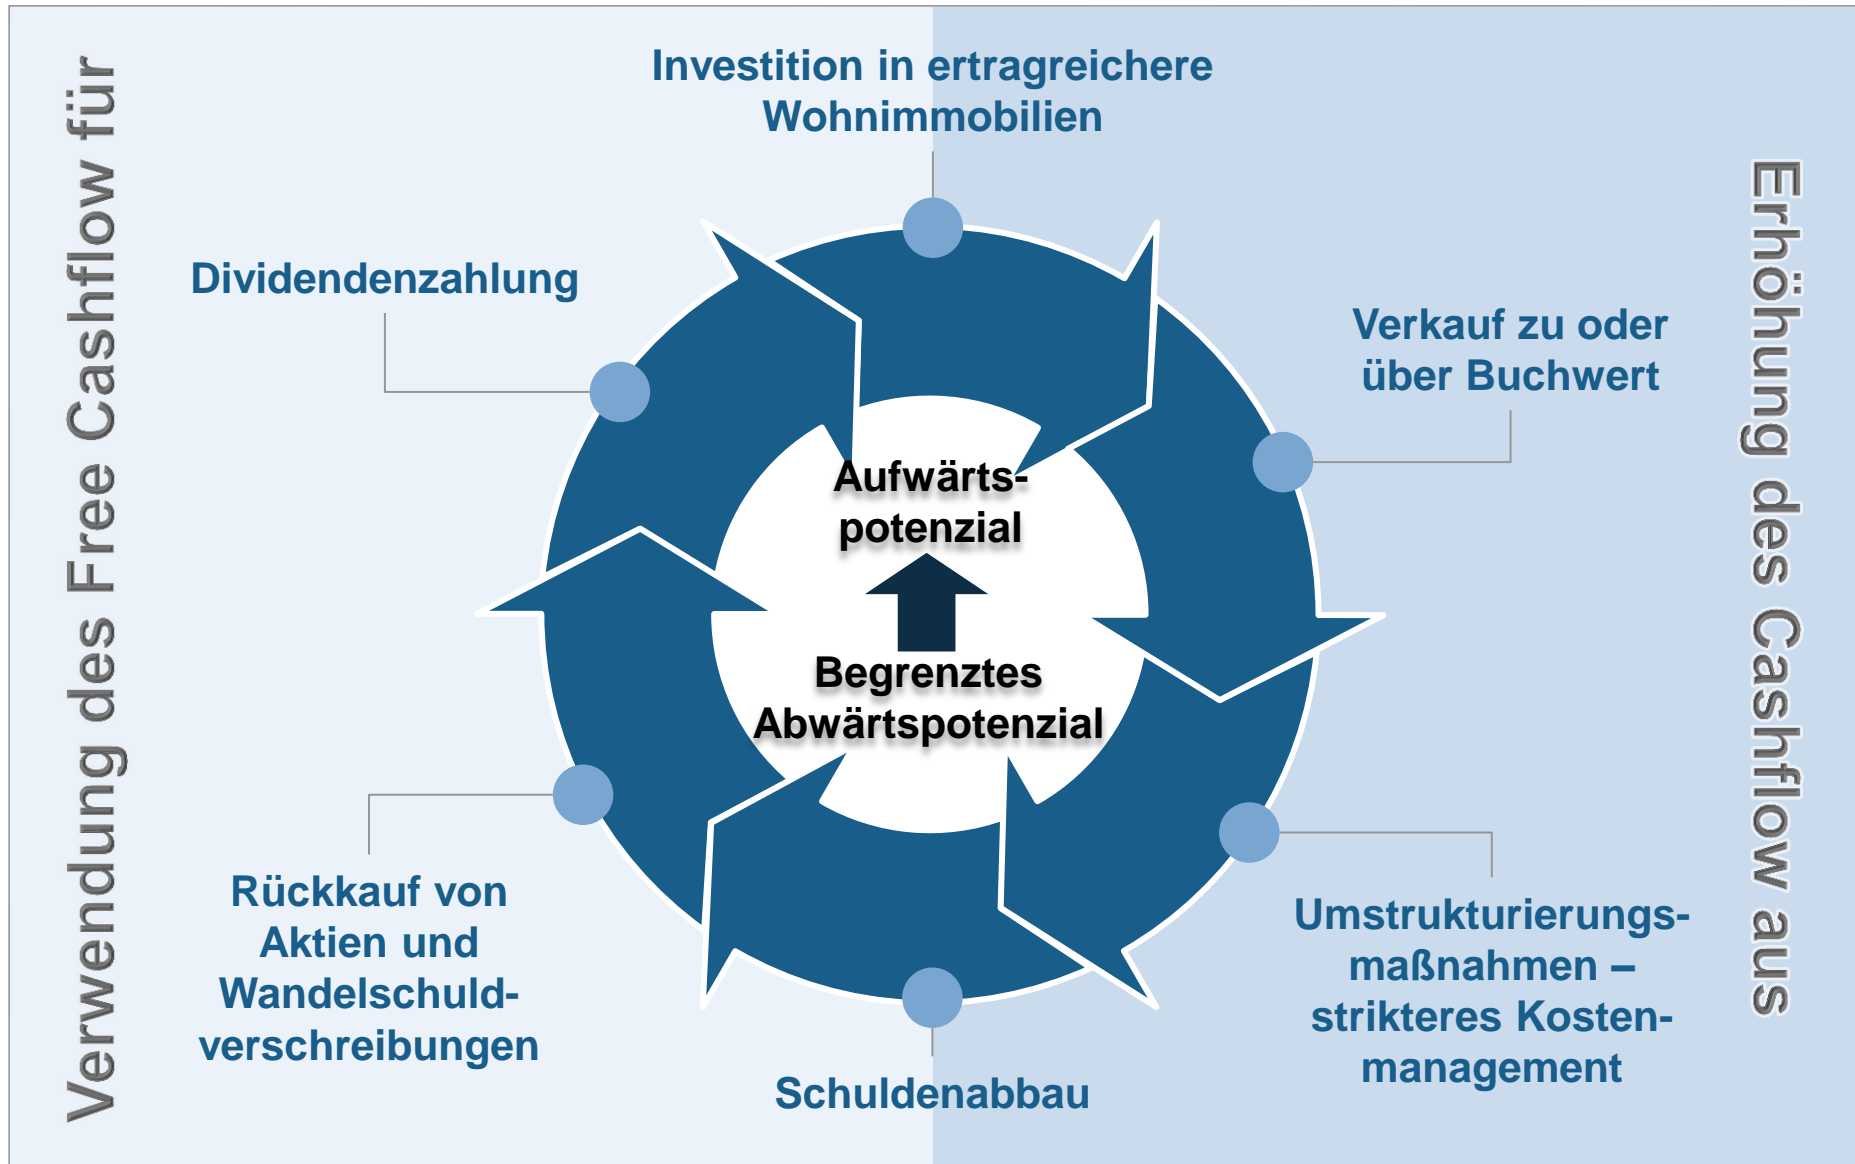 Verwendung des Free Cashflow für
Investition in ertragreichere
Wohnimmobilien
Dividendenzahlung
Verkauf zu oder
über Buchwert
Aufwärts-
potenzial
Begrenztes
Abwärtspotenzial
Rückkauf von
Aktien und
Wandelschuld-
verschreibungen
Umstrukturierungs-
maßnahmen –
strikteres Kosten-
management
Schuldenabbau
Erhöhung des Cashflow aus